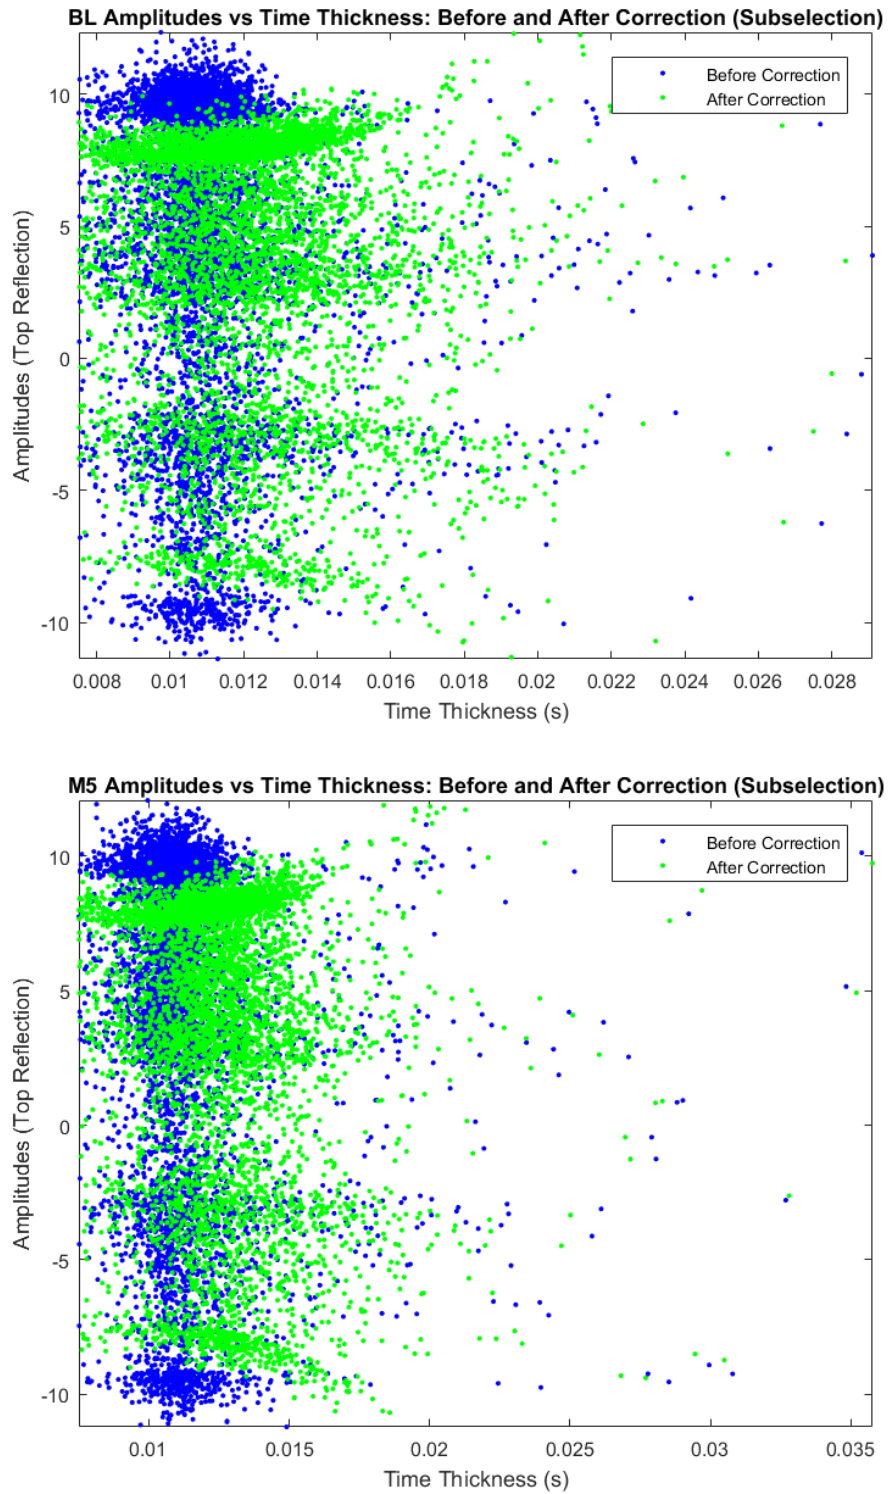 BL Amplitudes vs Time Thickness: Before and After Correction (Subselection)
Before Correction
After Correction
10
5
0
-5
-10
Amplitudes (Top Reflection)
0.008 0.01 0.012 0.014 0.016 0.018 0.02 0.022 0.024 0.026 0.028
Time Thickness (s)
M5 Amplitudes vs Time Thickness: Before and After Correction (Subselection)
Before Correction
After Correction
10
5
0
-5
-10
Amplitudes (Top Reflection)
0.01 0.015 0.02 0.025 0.03 0.035
Time Thickness (s)